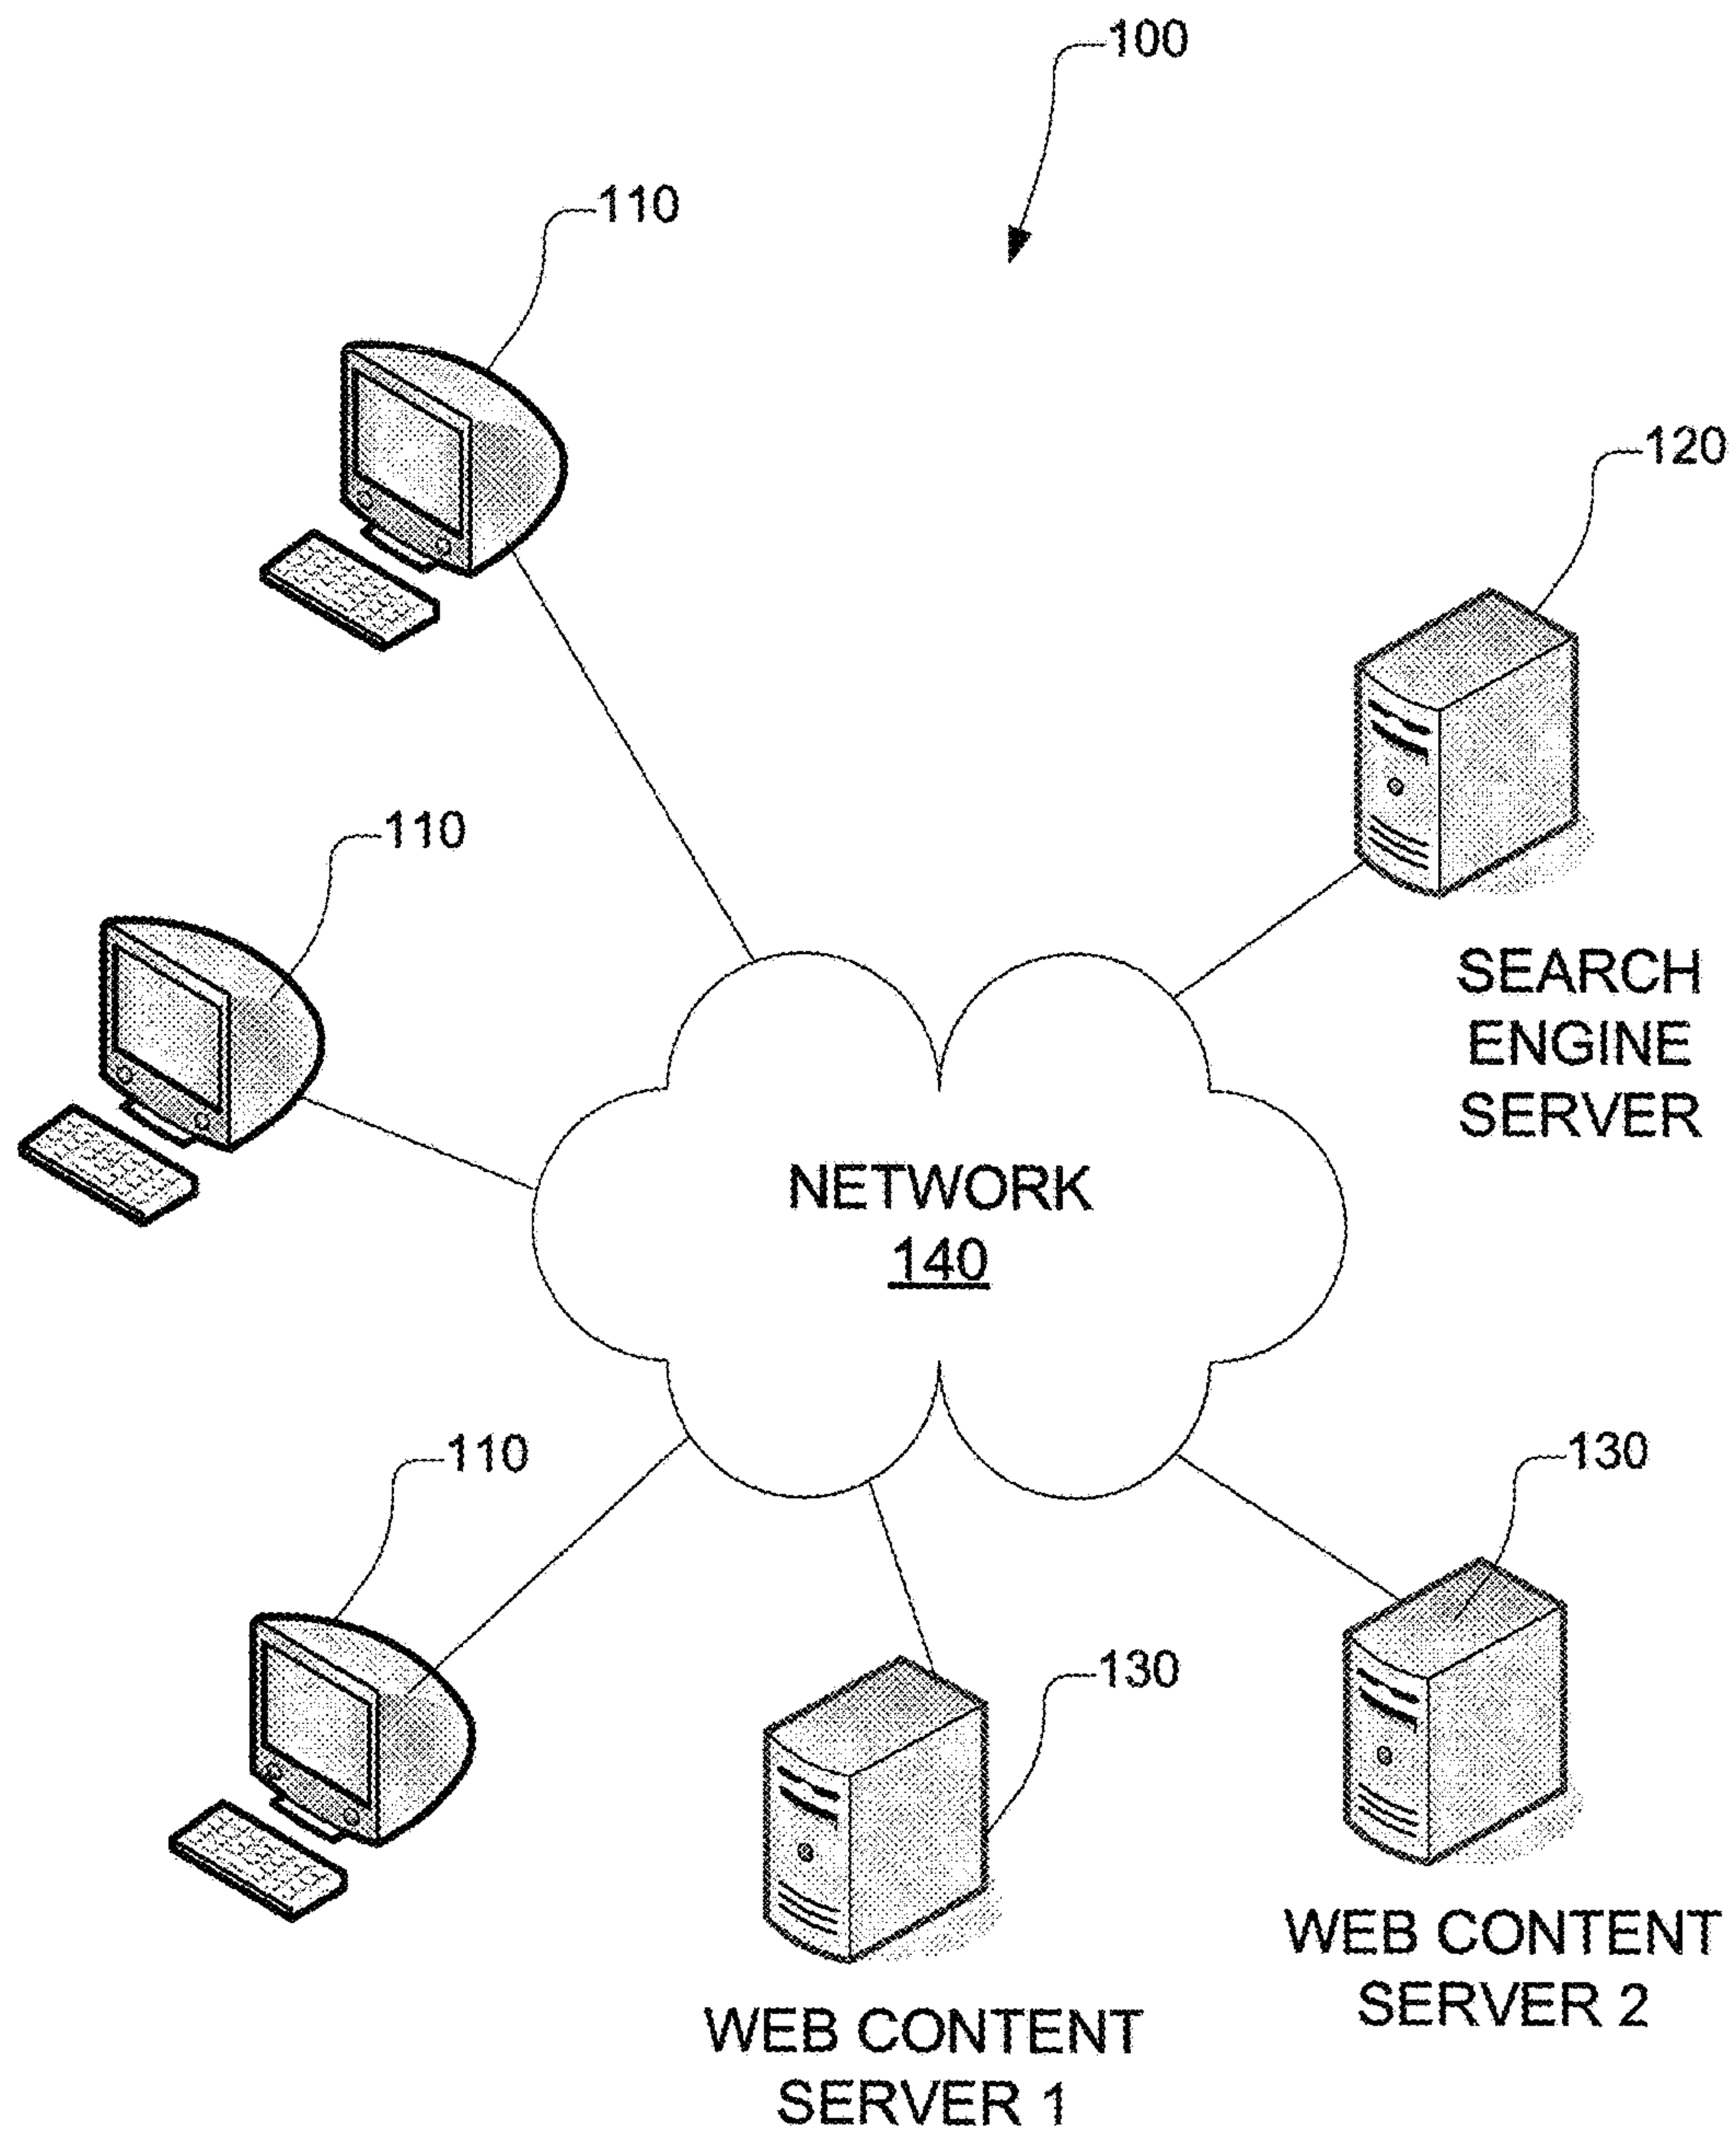 100
110
120
110
SEARCH
ENGINE
SERVER
NETWORK
140
110
130
130
WEB CONTENT
SERVER 2
WEB CONTENT
SERVER 1